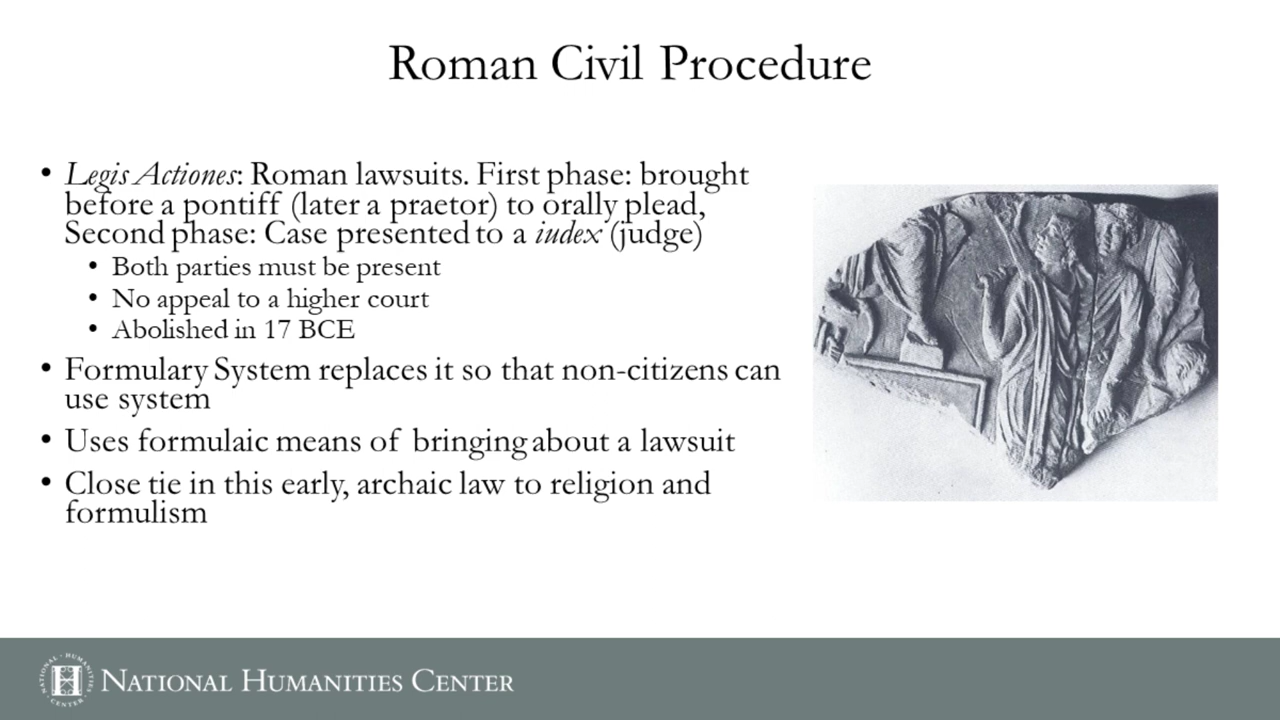 Roman Civil Procedure
• Legis Actiones: Roman lawsuits. First phase: brought
before a pontiff (later a praetor) to orally plead,
Second phase: Case presented to a iudex (judge)
• Both parties must be present
• No appeal to a higher court
• Abolished in 17 BCE
• Formulary System replaces it so that non-citizens can
use system
• Uses formulaic means of bringing about a lawsuit
• Close tie in this early, archaic law to religion and
formulism
NATIONAL HUMANITIES CENTER
NATIONAL HUMANITIES CENTER